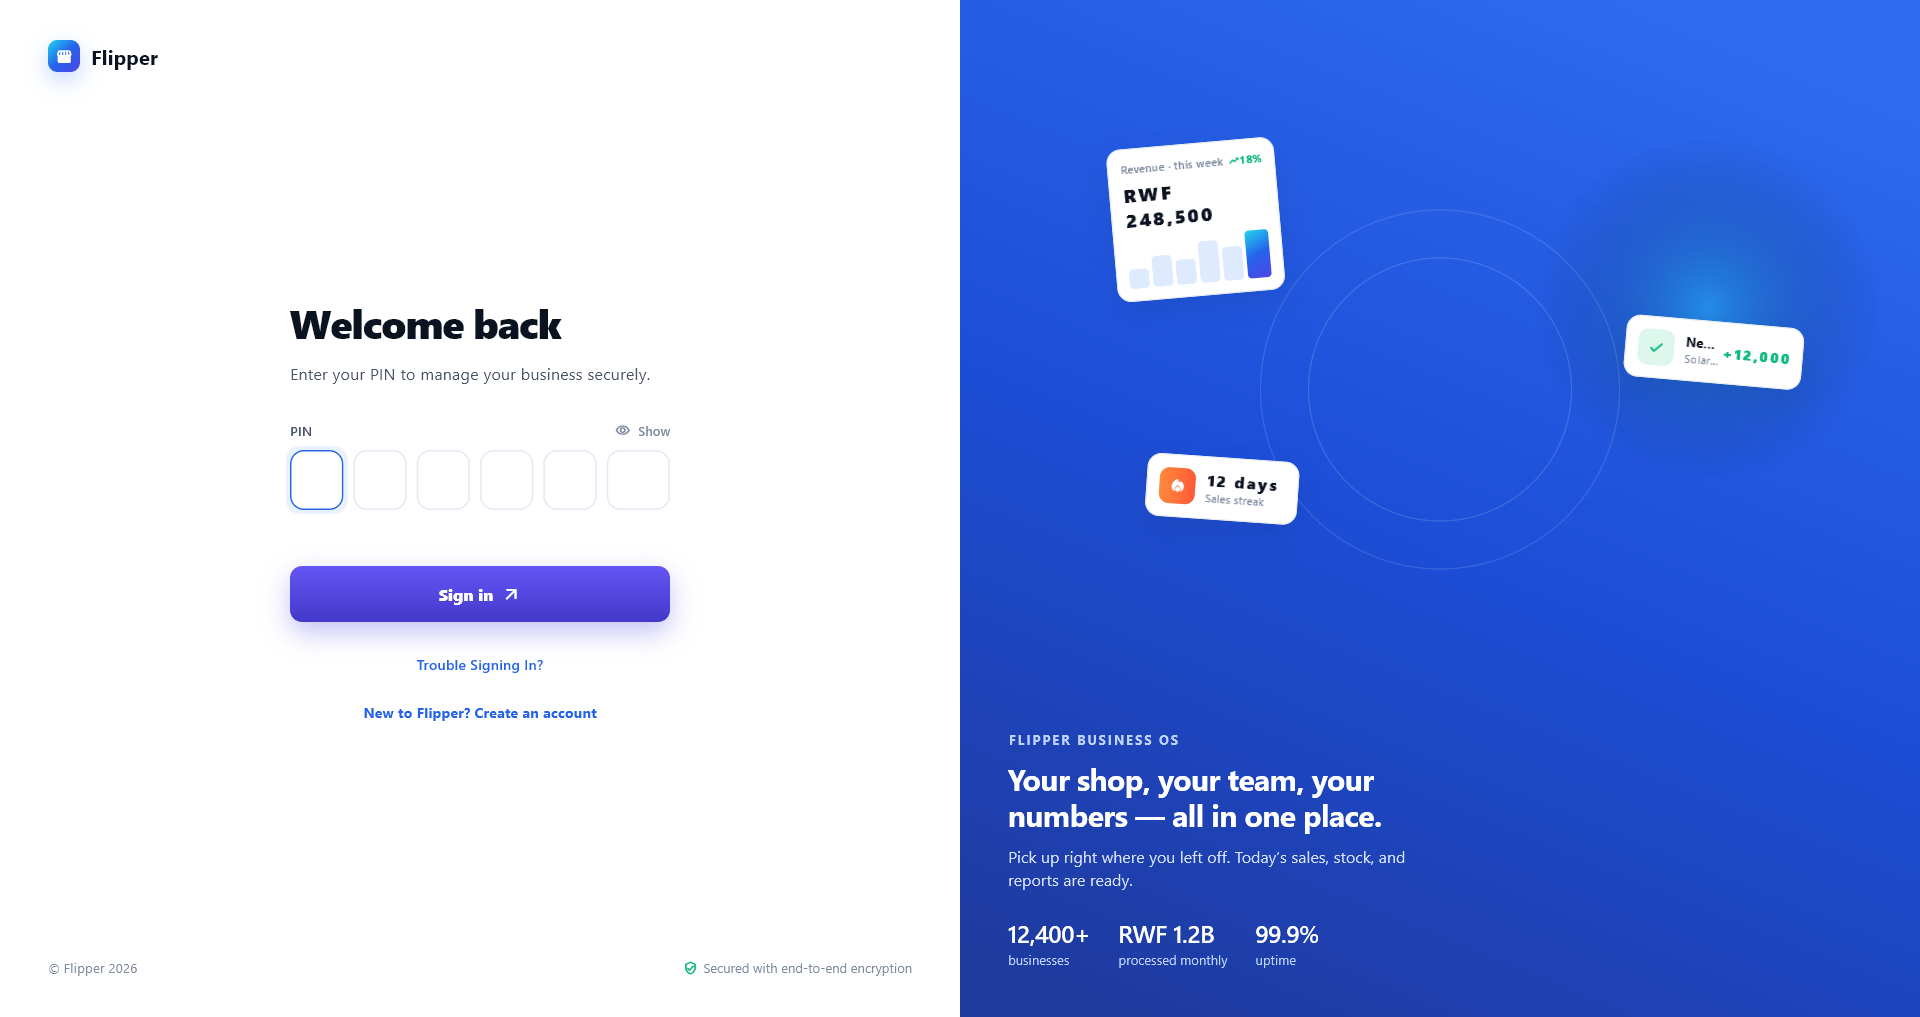 Flipper
Welcome back
Enter your PIN to manage your business securely.
PIN
Show
Sign in
Trouble Signing In?
New to Flipper? Create an account
© Flipper 2026
Secured with end-to-end encryption
Revenue · this week 18%
RWF
248,500
Ne...
Solar...
+12,000
12 days
Sales streak
FLIPPER BUSINESS OS
Your shop, your team, your
numbers — all in one place.
Pick up right where you left off. Today's sales, stock, and
reports are ready.
12,400+
businesses
RWF 1.2B
processed monthly
99.9%
uptime